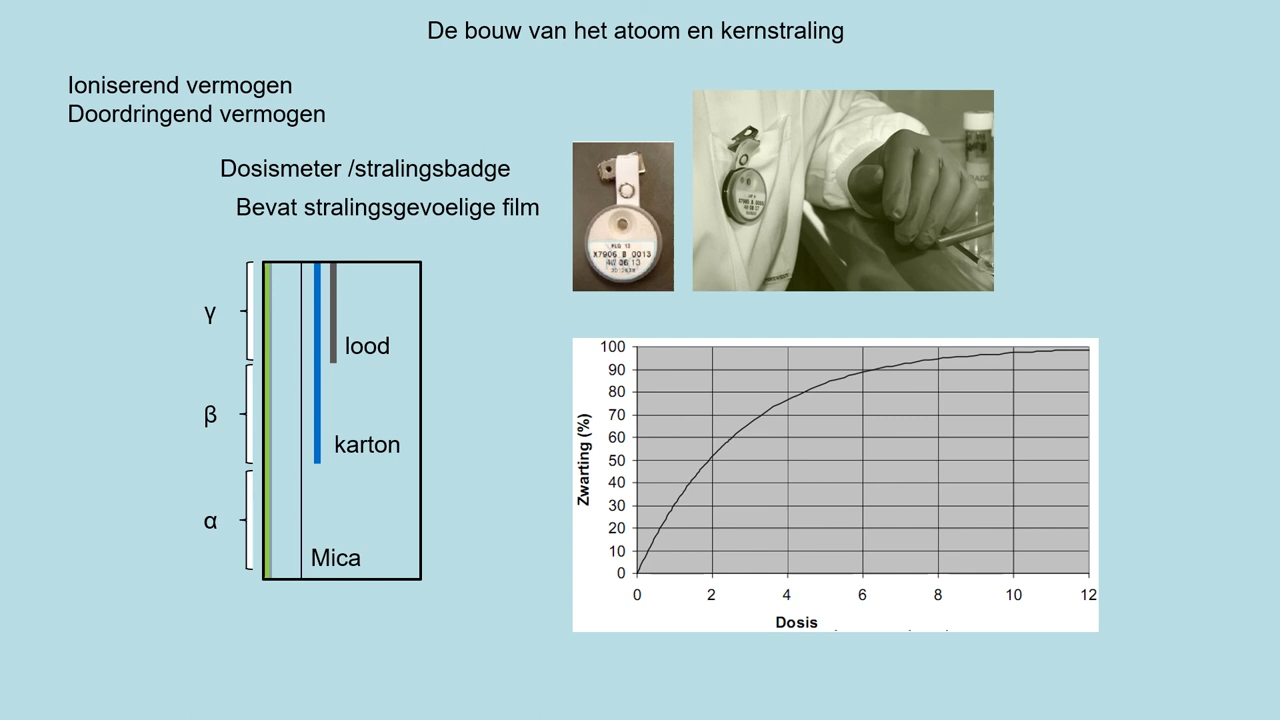 De bouw van het atoom en kernstraling
Ioniserend vermogen
Doordringend vermogen
Dosismeter /stralingsbadge
Bevat stralingsgevoelige film
X7906 B 0013
γ
lood
β
karton
α
Mica
100
90
80
70
60
50
40
30
20
10
0
Zwarting (%)
0 2 4 6 8 10 12
Dosis